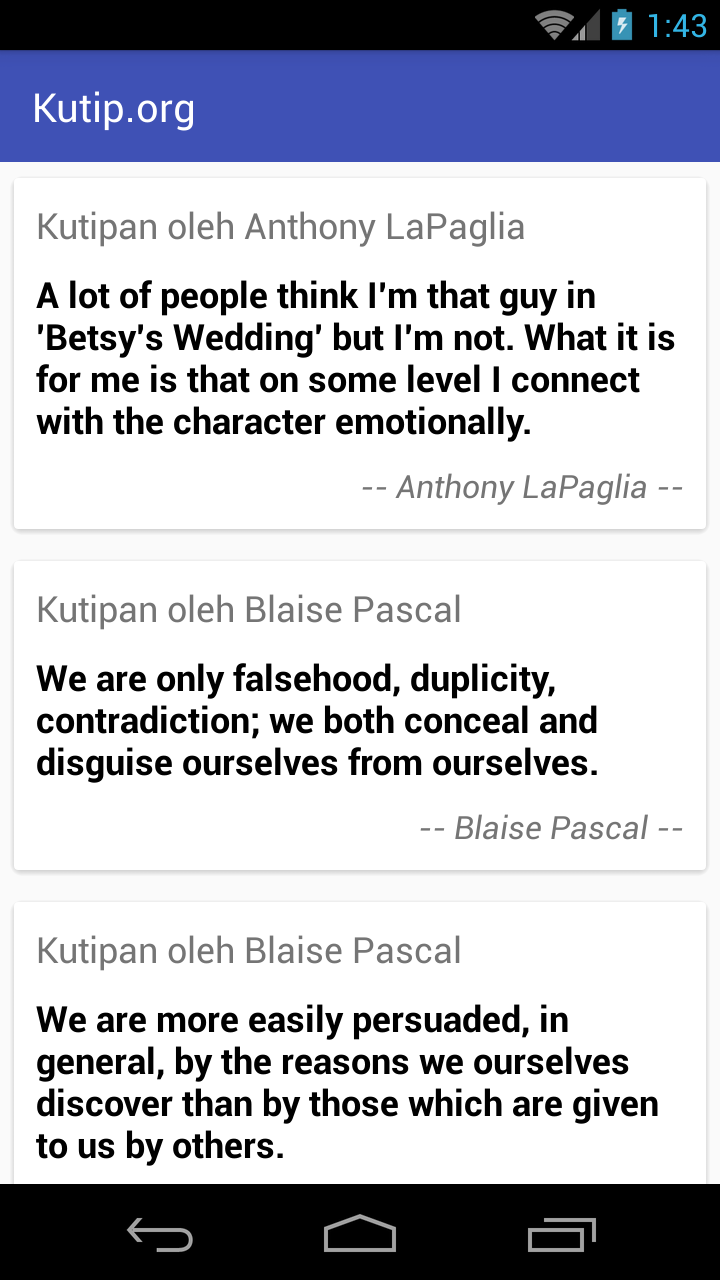 1:43
Kutip.org
Kutipan oleh Anthony LaPaglia
A lot of people think I'm that guy in
'Betsy's Wedding' but I'm not. What it is
for me is that on some level I connect
with the character emotionally.
-- Anthony LaPaglia --
Kutipan oleh Blaise Pascal
We are only falsehood, duplicity,
contradiction; we both conceal and
disguise ourselves from ourselves.
-- Blaise Pascal --
Kutipan oleh Blaise Pascal
We are more easily persuaded, in
general, by the reasons we ourselves
discover than by those which are given
to us by others.